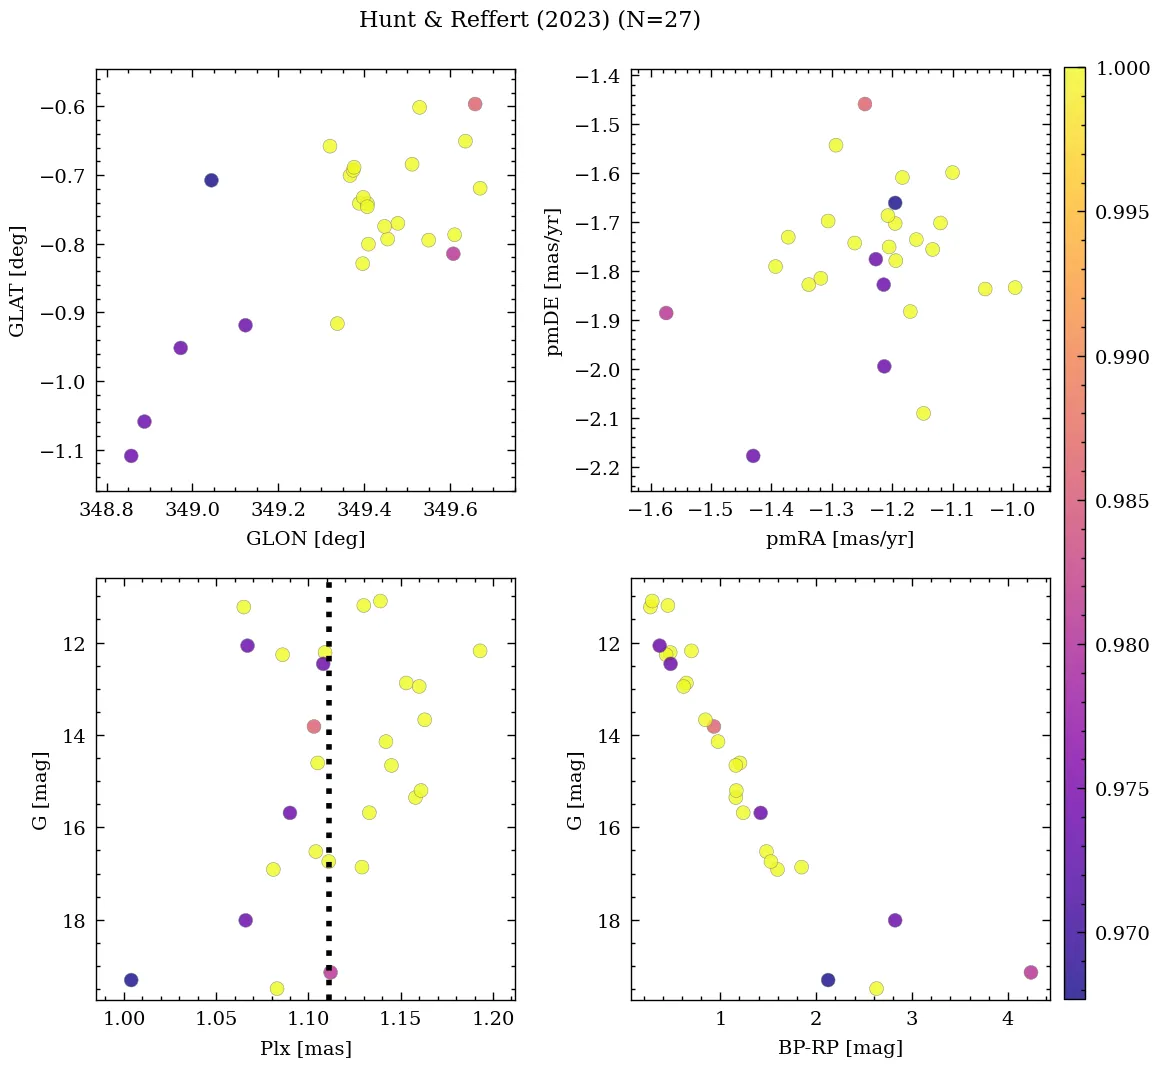 Hunt & Reffert (2023) (N=27)
−0.6
−0.7
−0.8
−0.9
−1.0
−1.1
GLAT [deg]
348.8 349.0 349.2 349.4 349.6
GLON [deg]
−1.4
−1.5
−1.6
−1.7
−1.8
−1.9
−2.0
−2.1
−2.2
pmDE [mas/yr]
−1.6 −1.5 −1.4 −1.3 −1.2 −1.1 −1.0
pmRA [mas/yr]
1.000
0.995
0.990
0.985
0.980
0.975
0.970
12
14
16
18
G [mag]
1.00 1.05 1.10 1.15 1.20
Plx [mas]
12
14
16
18
G [mag]
1 2 3 4
BP-RP [mag]